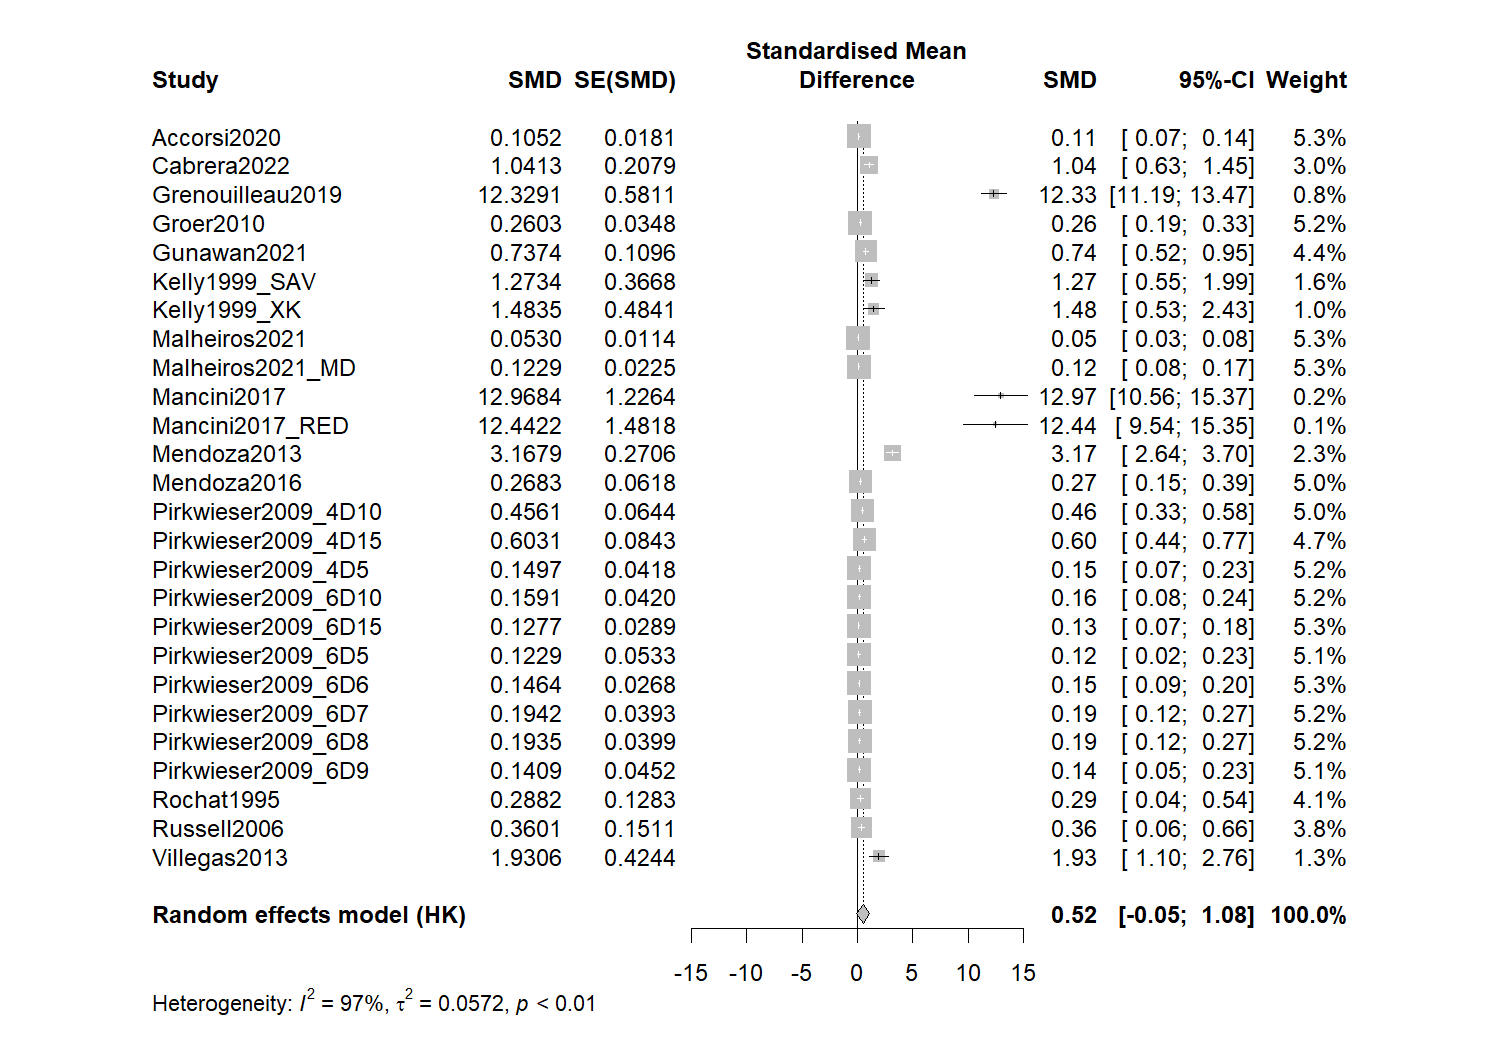 Standardised Mean
Study SMD SE(SMD) Difference SMD 95%-CI Weight
Accorsi2020 0.1052 0.0181 0.11 [ 0.07; 0.14] 5.3%
Cabrera2022 1.0413 0.2079 1.04 [ 0.63; 1.45] 3.0%
Grenouilleau2019 12.3291 0.5811 12.33 [11.19; 13.47] 0.8%
Groer2010 0.2603 0.0348 0.26 [ 0.19; 0.33] 5.2%
Gunawan2021 0.7374 0.1096 0.74 [ 0.52; 0.95] 4.4%
Kelly1999_SAV 1.2734 0.3668 1.27 [ 0.55; 1.99] 1.6%
Kelly1999_XK 1.4835 0.4841 1.48 [ 0.53; 2.43] 1.0%
Malheiros2021 0.0530 0.0114 0.05 [ 0.03; 0.08] 5.3%
Malheiros2021_MD 0.1229 0.0225 0.12 [ 0.08; 0.17] 5.3%
Mancini2017 12.9684 1.2264 12.97 [10.56; 15.37] 0.2%
Mancini2017_RED 12.4422 1.4818 12.44 [ 9.54; 15.35] 0.1%
Mendoza2013 3.1679 0.2706 3.17 [ 2.64; 3.70] 2.3%
Mendoza2016 0.2683 0.0618 0.27 [ 0.15; 0.39] 5.0%
Pirkwieser2009_4D10 0.4561 0.0644 0.46 [ 0.33; 0.58] 5.0%
Pirkwieser2009_4D15 0.6031 0.0843 0.60 [ 0.44; 0.77] 4.7%
Pirkwieser2009_4D5 0.1497 0.0418 0.15 [ 0.07; 0.23] 5.2%
Pirkwieser2009_6D10 0.1591 0.0420 0.16 [ 0.08; 0.24] 5.2%
Pirkwieser2009_6D15 0.1277 0.0289 0.13 [ 0.07; 0.18] 5.3%
Pirkwieser2009_6D5 0.1229 0.0533 0.12 [ 0.02; 0.23] 5.1%
Pirkwieser2009_6D6 0.1464 0.0268 0.15 [ 0.09; 0.20] 5.3%
Pirkwieser2009_6D7 0.1942 0.0393 0.19 [ 0.12; 0.27] 5.2%
Pirkwieser2009_6D8 0.1935 0.0399 0.19 [ 0.12; 0.27] 5.2%
Pirkwieser2009_6D9 0.1409 0.0452 0.14 [ 0.05; 0.23] 5.1%
Rochat1995 0.2882 0.1283 0.29 [ 0.04; 0.54] 4.1%
Russell2006 0.3601 0.1511 0.36 [ 0.06; 0.66] 3.8%
Villegas2013 1.9306 0.4244 1.93 [ 1.10; 2.76] 1.3%
Random effects model (HK) 0.52 [-0.05; 1.08] 100.0%
-15 -10 -5 0 5 10 15
Heterogeneity: I² = 97%, τ² = 0.0572, p < 0.01